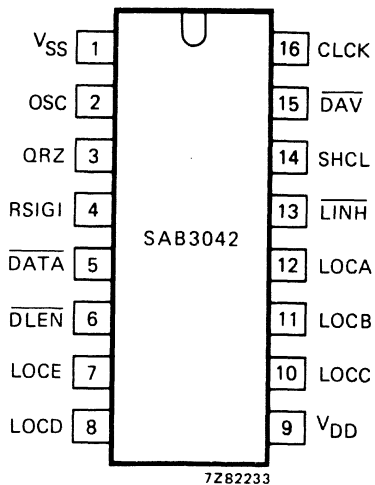 VSS 1 16 CLCK
OSC 2 15 DAV
QRZ 3 14 SHCL
RSIGI 4 13 LINH
SAB3042
DATA 5 12 LOCA
DLEN 6 11 LOCB
LOCE 7 10 LOCC
LOCD 8 9 VDD
7Z82233